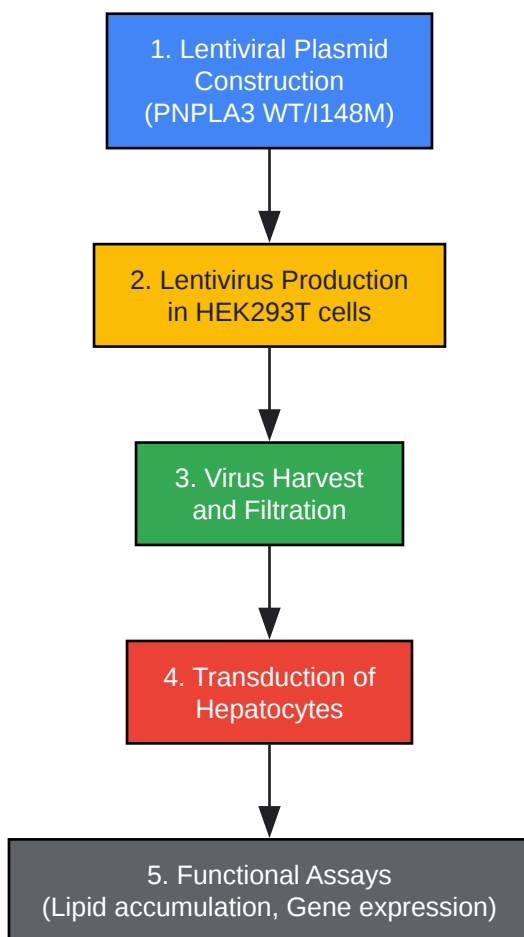 1. Lentiviral Plasmid
Construction
(PNPLA3 WT/I148M)
2. Lentivirus Production
in HEK293T cells
3. Virus Harvest
and Filtration
4. Transduction of
Hepatocytes
5. Functional Assays
(Lipid accumulation, Gene expression)